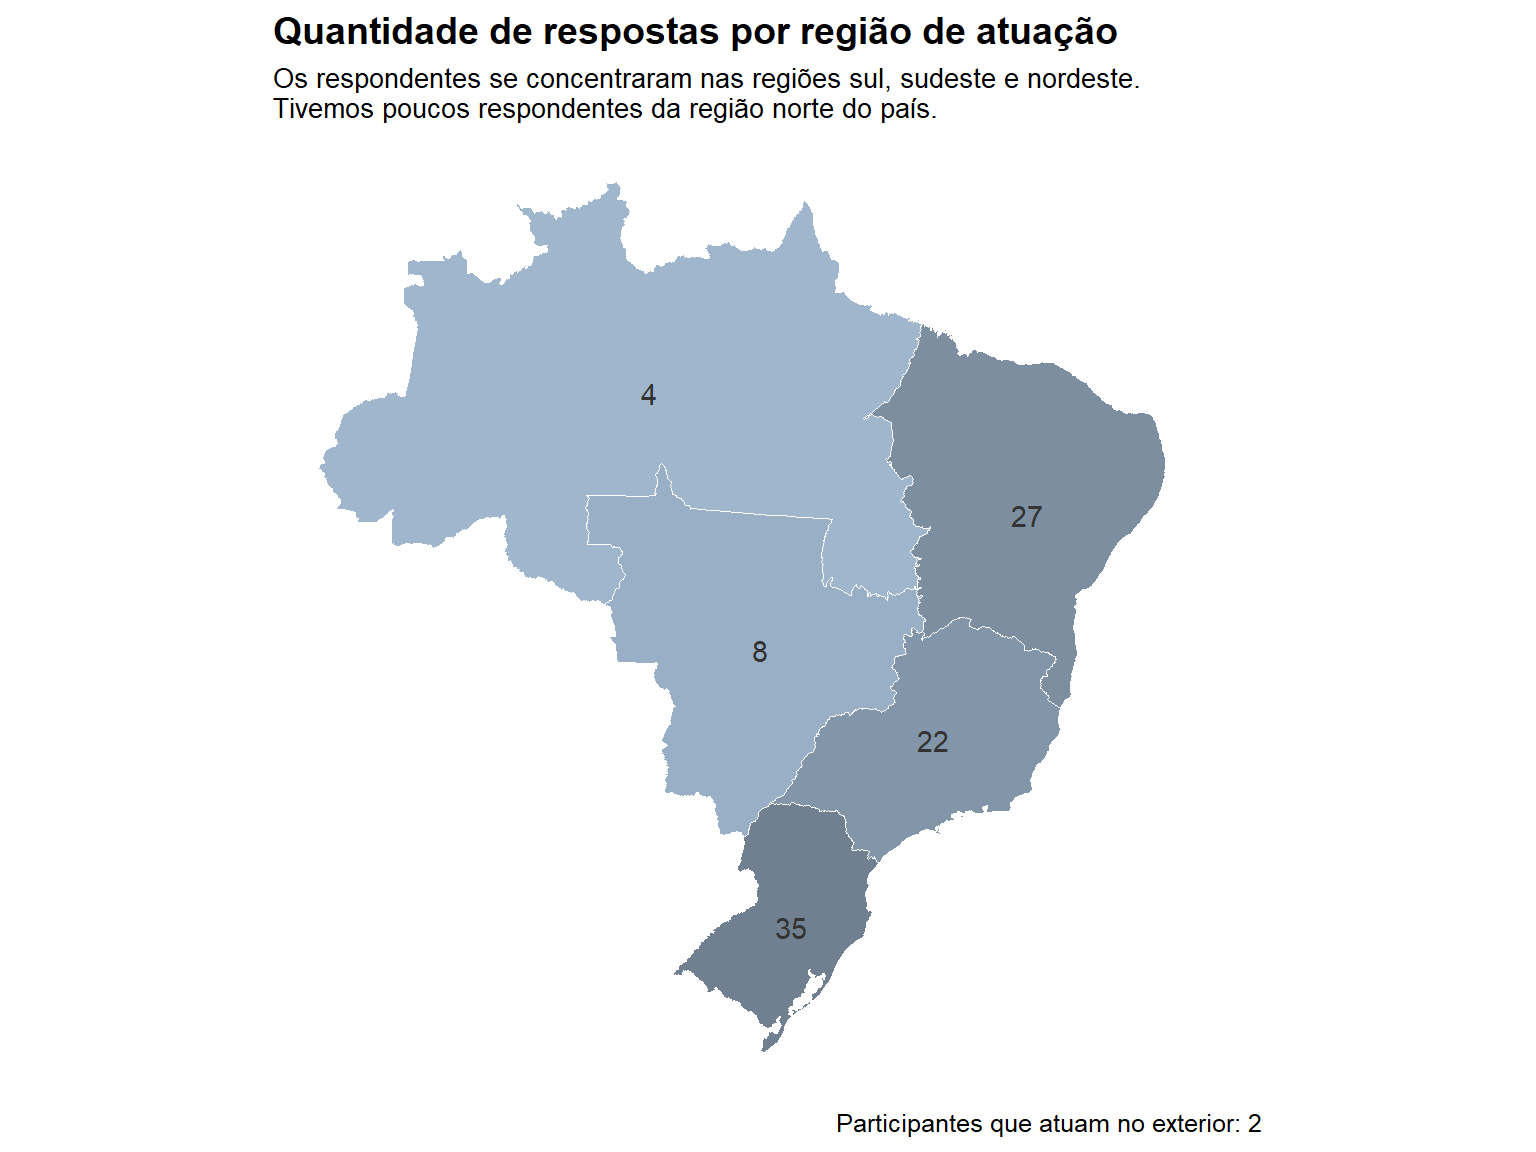 Quantidade de respostas por região de atuação
Os respondentes se concentraram nas regiões sul, sudeste e nordeste.
Tivemos poucos respondentes da região norte do país.
4
27
8
22
35
Participantes que atuam no exterior: 2